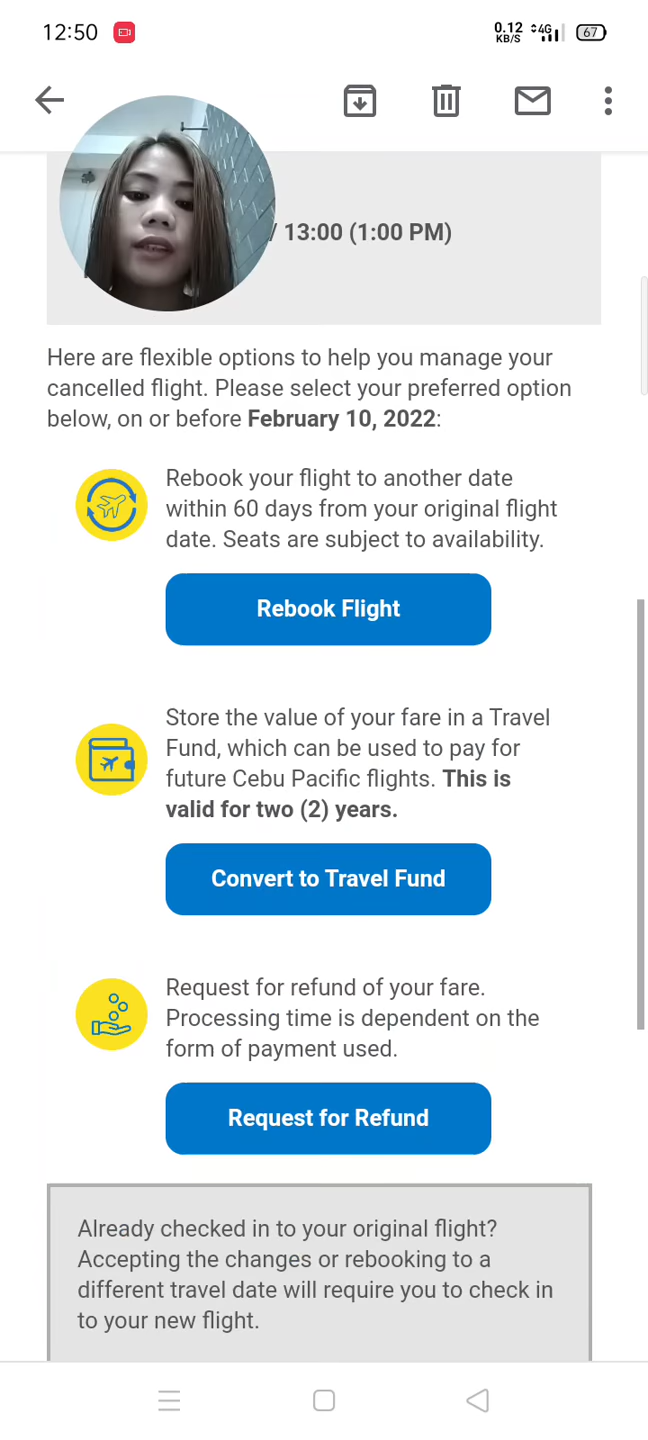 12:50
0.12
KB/S
4G
67
/ 13:00 (1:00 PM)
Here are flexible options to help you manage your
cancelled flight. Please select your preferred option
below, on or before February 10, 2022:
Rebook your flight to another date
within 60 days from your original flight
date. Seats are subject to availability.
Rebook Flight
Store the value of your fare in a Travel
Fund, which can be used to pay for
future Cebu Pacific flights. This is
valid for two (2) years.
Convert to Travel Fund
Request for refund of your fare.
Processing time is dependent on the
form of payment used.
Request for Refund
Already checked in to your original flight?
Accepting the changes or rebooking to a
different travel date will require you to check in
to your new flight.